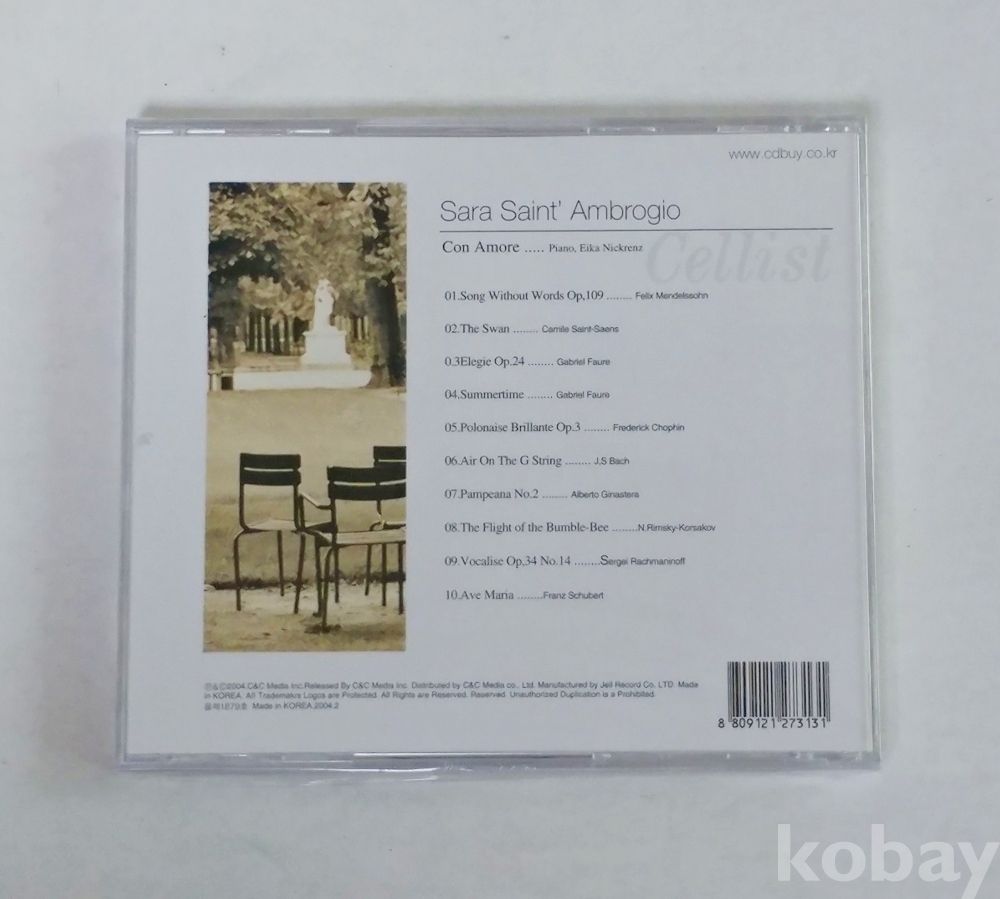 www.cdbuy.co.kr
Sara Saint' Ambrogio
Cellist
Con Amore ..... Piano, Eika Nickrenz
01.Song Without Words Op,109 ........ Felix Mendelssohn
02.The Swan ........ Camille Saint-Saens
0.3Elegie Op.24 ........ Gabriel Faure
04.Summertime ........ Gabriel Faure
05.Polonaise Brillante Op.3 ........ Frederick Chophin
06.Air On The G String ........ J.S Bach
07.Pampeana No.2 ........ Alberto Ginastera
08.The Flight of the Bumble-Bee ........N.Rimsky-Korsakov
09.Vocalise Op,34 No.14 ........Sergei Rachmaninoff
10.Ave Maria ........Franz Schubert
ⓟ&ⓒ2004.C&C Media Inc.Released By C&C Media Inc. Distributed by C&C Media co., Ltd. Manufactured by Jeil Record Co. LTD. Made
in KOREA. All Trademarks Logos are Protected. All Rights are Reserved. Reserved. Unauthorized Duplication is a Prohibited.
Made in KOREA.2004.2
8 809121 273131
kobay